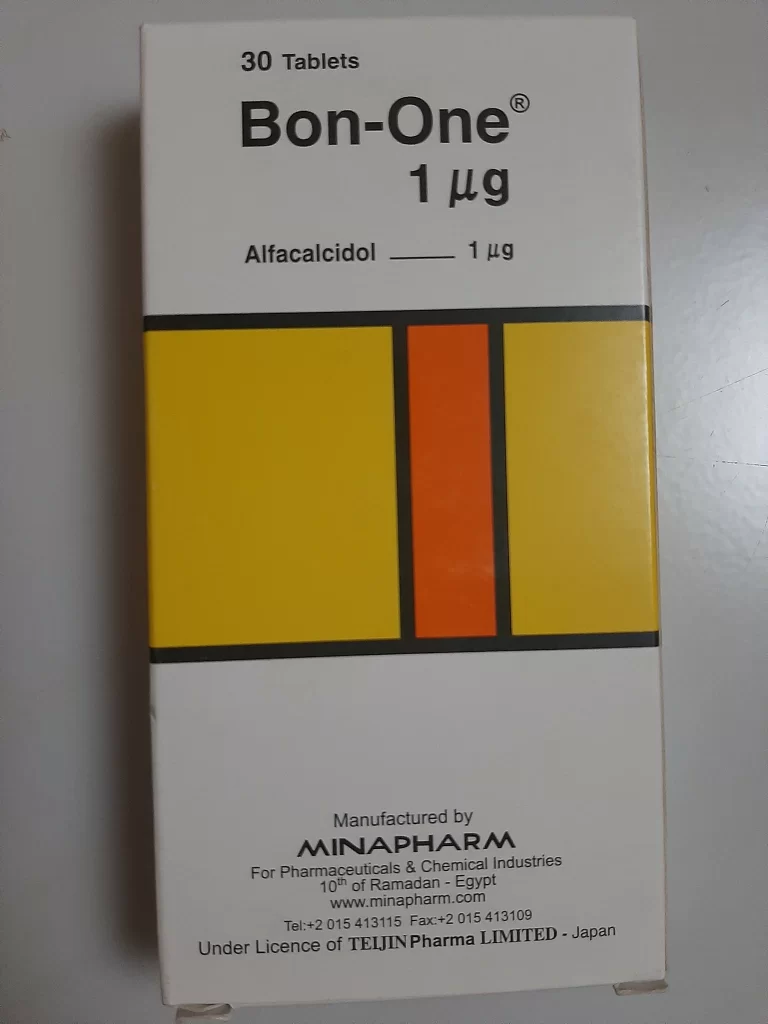 30 Tablets
Bon-One®
1 µg
Alfacalcidol ——— 1 µg
Manufactured by
MINAPHARM
For Pharmaceuticals & Chemical Industries
10th of Ramadan - Egypt
www.minapharm.com
Tel:+2 015 413115 Fax:+2 015 413109
Under Licence of TEIJIN Pharma LIMITED - Japan